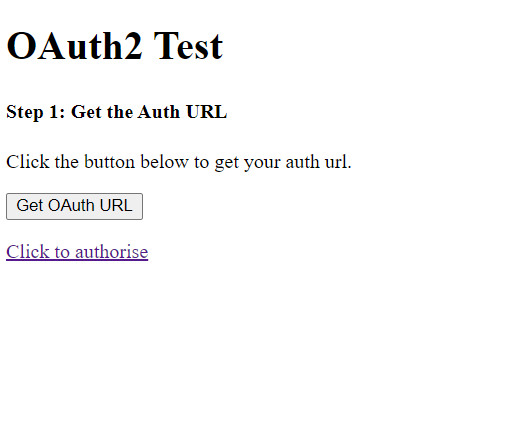 OAuth2 Test
Step 1: Get the Auth URL
Click the button below to get your auth url.
Get OAuth URL
Click to authorise